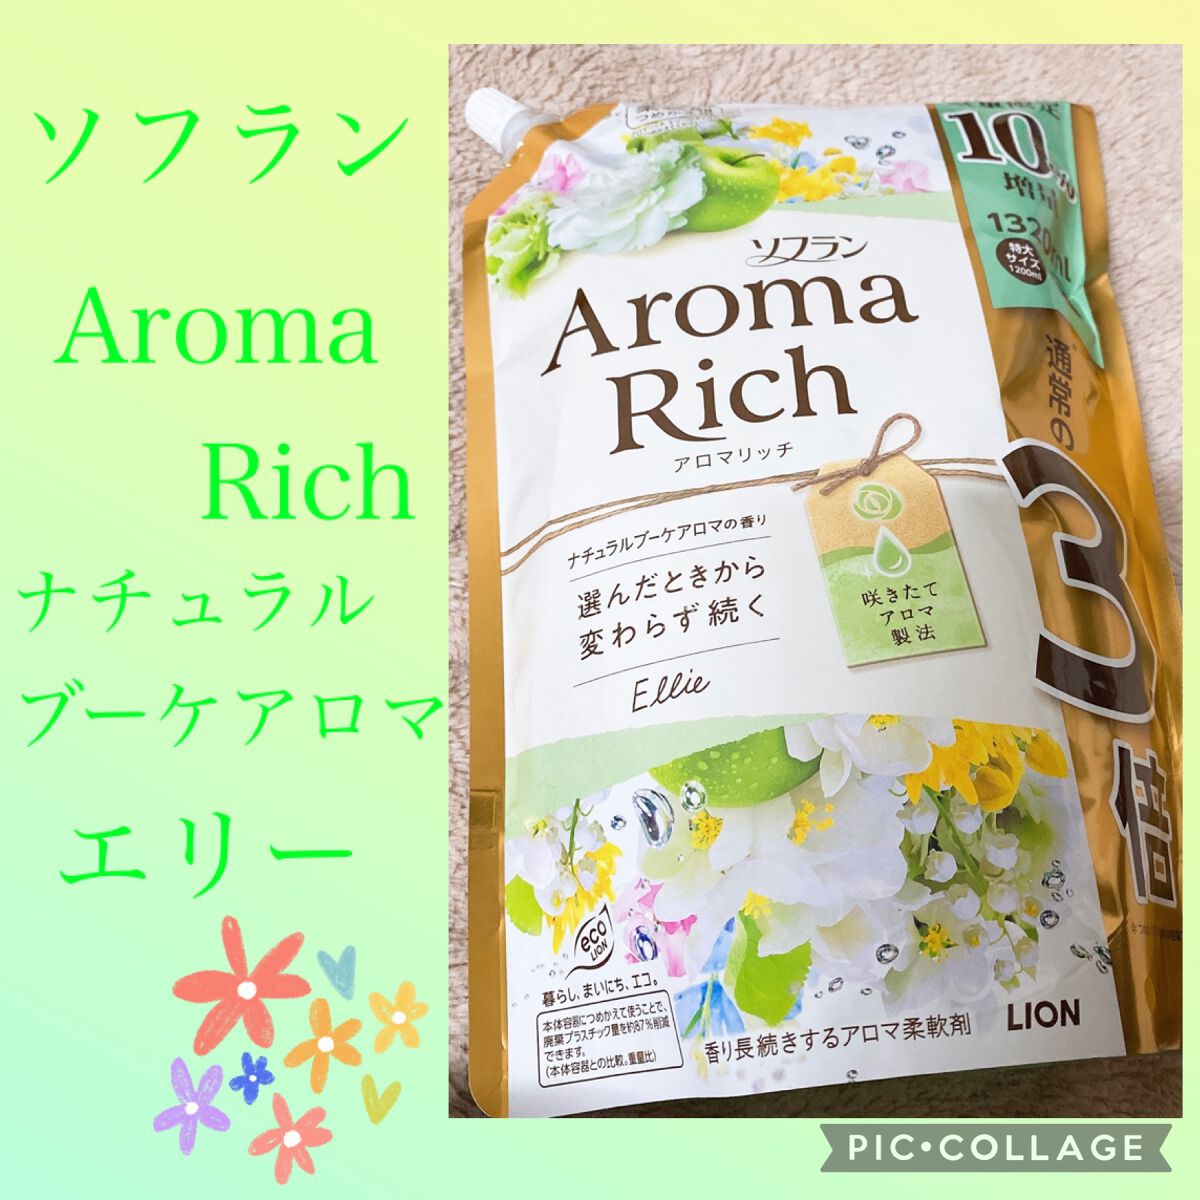 ソフラン
Aroma
Rich
ナチュラル
ブーケアロマ
エリー
つめかえ用
10%
増量
1320mL
特大
サイズ
1200ml
ソフラン
Aroma
Rich
アロマリッチ
通常の
3
倍
ナチュラルブーケアロマの香り
選んだときから
変わらず続く
Ellie
咲きたて
アロマ
製法
eco
LION
暮らし、まいにち、エコ。
本体容器につめかえて使うことで、
廃棄プラスチック量を約87%削減
できます。
(本体容器との比較。重量比)
香り長続きするアロマ柔軟剤
LION
PIC•COLLAGE